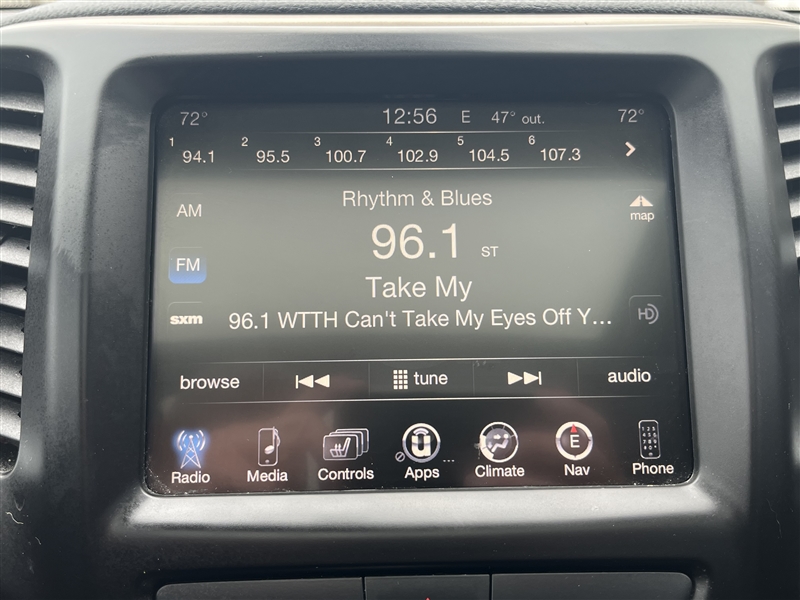 72° 12:56 E 47° out. 72°
1 94.1 2 95.5 3 100.7 4 102.9 5 104.5 6 107.3
Rhythm & Blues
AM
map
96.1 ST
FM
Take My
sxm 96.1 WTTH Can't Take My Eyes Off Y... HD
browse tune audio
E
Radio Media Controls Apps Climate Nav Phone